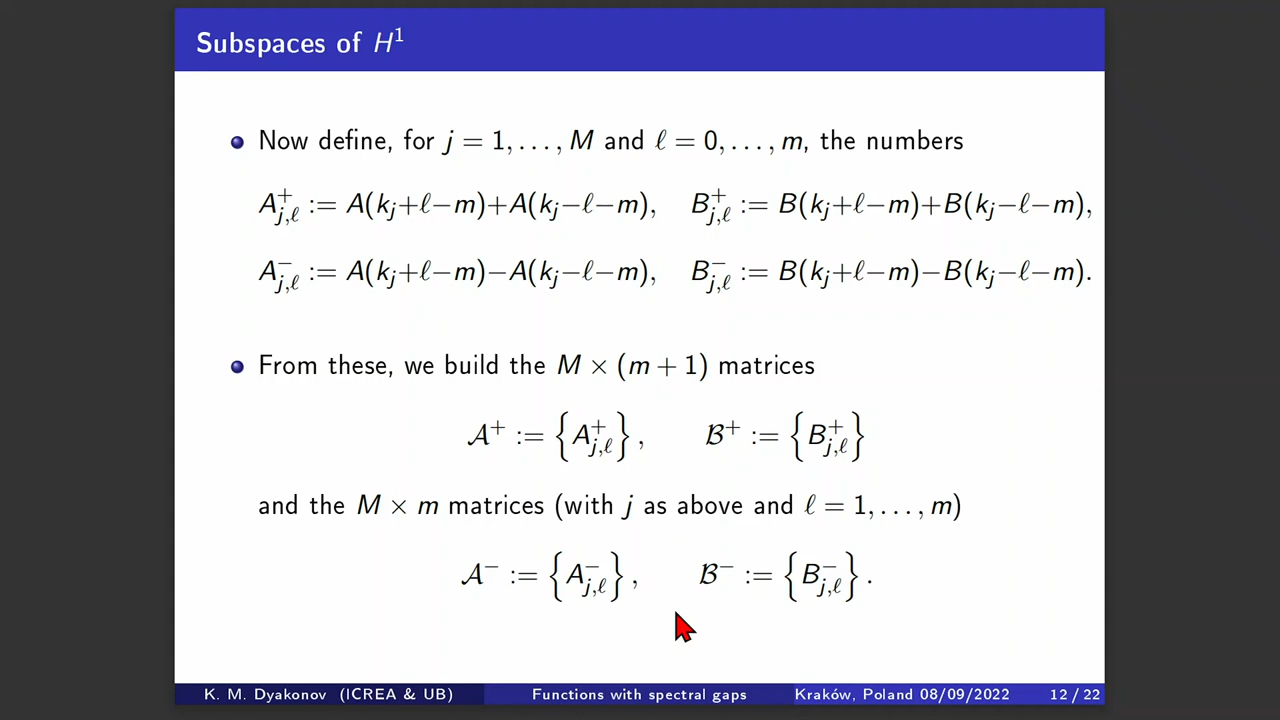 Subspaces of H¹
Now define, for j = 1, . . . , M and ℓ = 0, . . . , m, the numbers
A⁺_{j,ℓ} := A(k_j+ℓ−m)+A(k_j−ℓ−m), B⁺_{j,ℓ} := B(k_j+ℓ−m)+B(k_j−ℓ−m),
A⁻_{j,ℓ} := A(k_j+ℓ−m)−A(k_j−ℓ−m), B⁻_{j,ℓ} := B(k_j+ℓ−m)−B(k_j−ℓ−m).
From these, we build the M × (m + 1) matrices
𝒜⁺ := {A⁺_{j,ℓ}}, ℬ⁺ := {B⁺_{j,ℓ}}
and the M × m matrices (with j as above and ℓ = 1, . . . , m)
𝒜⁻ := {A⁻_{j,ℓ}}, ℬ⁻ := {B⁻_{j,ℓ}}.
K. M. Dyakonov (ICREA & UB) Functions with spectral gaps Kraków, Poland 08/09/2022 12 / 22